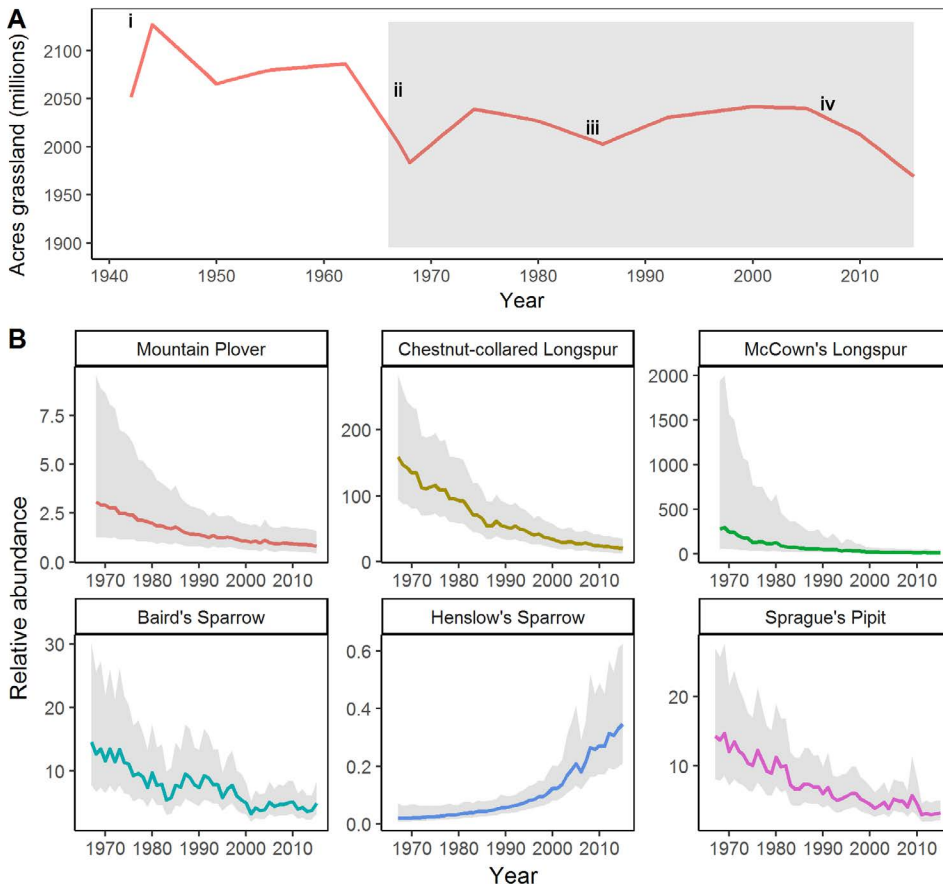 A
Acres grassland (millions)
2100
2050
2000
1950
1900
i
ii
iii
iv
1940 1950 1960 1970 1980 1990 2000 2010
Year
B
Relative abundance
Mountain Plover
7.5
5.0
2.5
0.0
1970 1980 1990 2000 2010
Chestnut-collared Longspur
200
100
0
1970 1980 1990 2000 2010
McCown's Longspur
2000
1500
1000
500
0
1970 1980 1990 2000 2010
Baird's Sparrow
30
20
10
1970 1980 1990 2000 2010
Henslow's Sparrow
0.6
0.4
0.2
0.0
1970 1980 1990 2000 2010
Sprague's Pipit
20
10
1970 1980 1990 2000 2010
Year